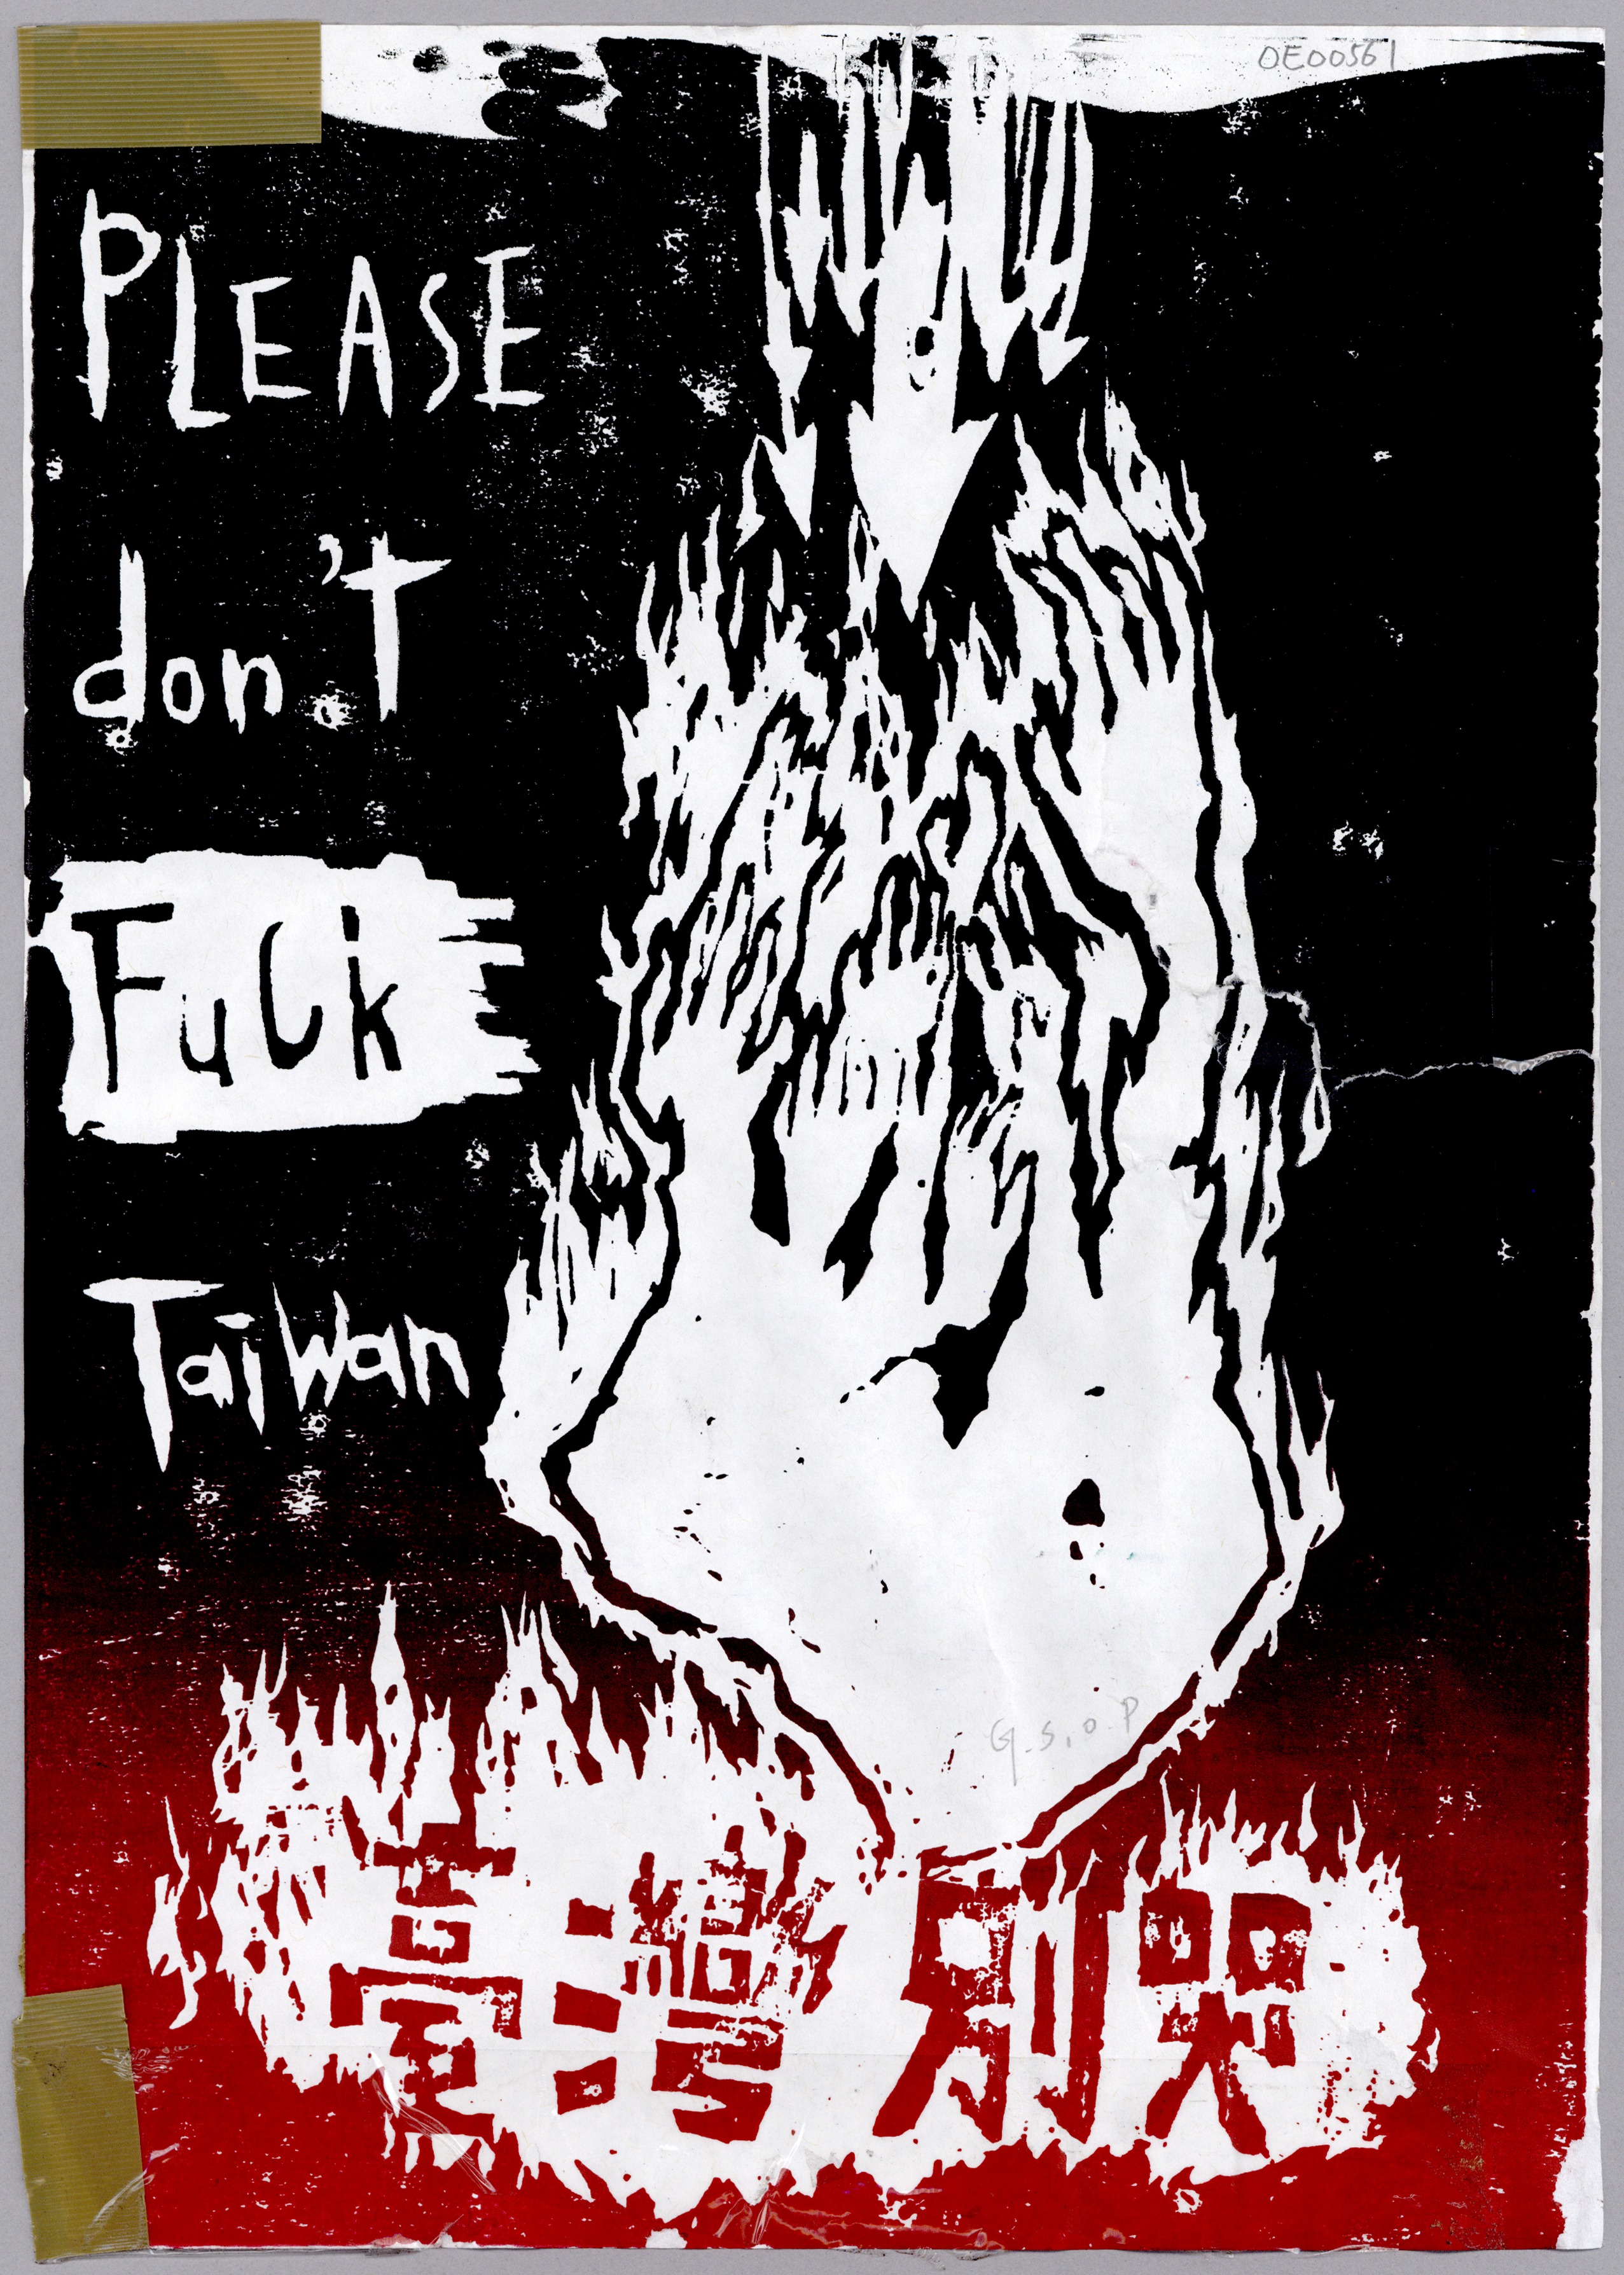 OE00561
PLEASE
don't
FuCk
Taiwan
G.S.o.P
臺灣別哭